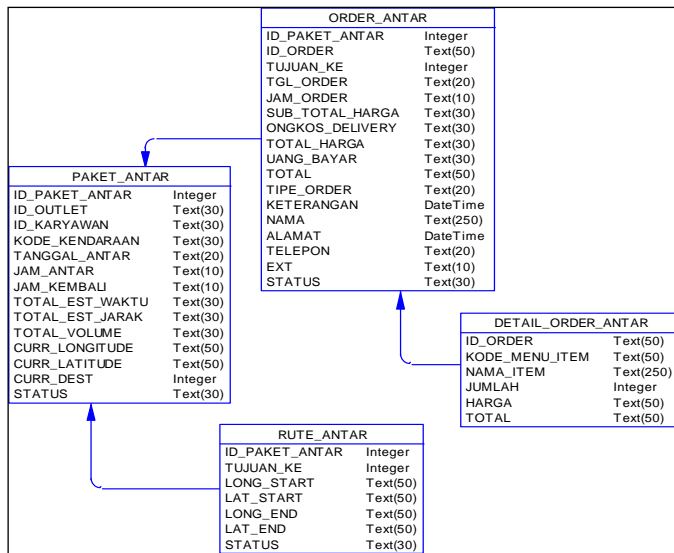 ORDER_ANTAR
ID_PAKET_ANTAR Integer
ID_ORDER Text(50)
TUJUAN_KE Integer
TGL_ORDER Text(20)
JAM_ORDER Text(10)
SUB_TOTAL_HARGA Text(30)
ONGKOS_DELIVERY Text(30)
TOTAL_HARGA Text(30)
UANG_BAYAR Text(30)
TOTAL Text(50)
TIPE_ORDER Text(20)
KETERANGAN DateTime
NAMA Text(250)
ALAMAT DateTime
TELEPON Text(20)
EXT Text(10)
STATUS Text(30)
PAKET_ANTAR
ID_PAKET_ANTAR Integer
ID_OUTLET Text(30)
ID_KARYAWAN Text(30)
KODE_KENDARAAN Text(30)
TANGGAL_ANTAR Text(20)
JAM_ANTAR Text(10)
JAM_KEMBALI Text(10)
TOTAL_EST_WAKTU Text(30)
TOTAL_EST_JARAK Text(30)
TOTAL_VOLUME Text(30)
CURR_LONGITUDE Text(50)
CURR_LATITUDE Text(50)
CURR_DEST Integer
STATUS Text(30)
DETAIL_ORDER_ANTAR
ID_ORDER Text(50)
KODE_MENU_ITEM Text(50)
NAMA_ITEM Text(250)
JUMLAH Integer
HARGA Text(50)
TOTAL Text(50)
RUTE_ANTAR
ID_PAKET_ANTAR Integer
TUJUAN_KE Integer
LONG_START Text(50)
LAT_START Text(50)
LONG_END Text(50)
LAT_END Text(50)
STATUS Text(30)